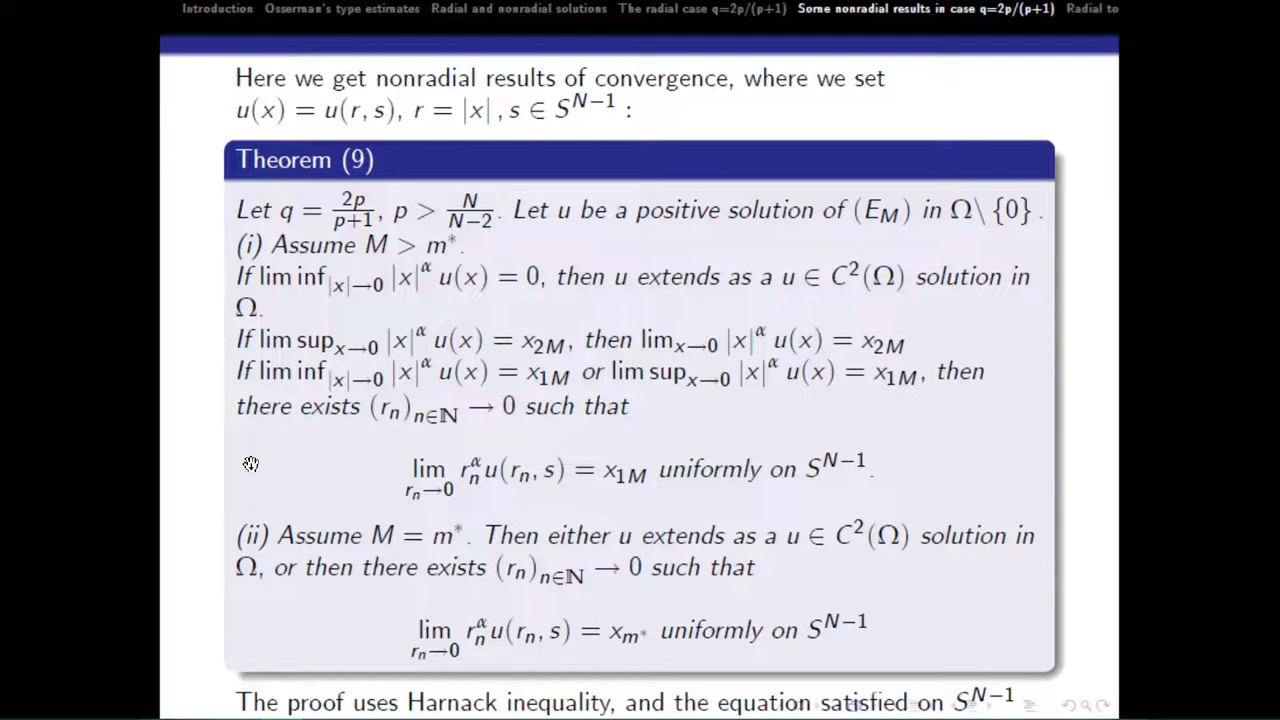 Introduction Osserman's type estimates Radial and nonradial solutions The radial case q=2p/(p+1) Some nonradial results in case q=2p/(p+1) Radial to
Here we get nonradial results of convergence, where we set
u(x) = u(r, s), r = |x| , s ∈ S^{N−1} :
Theorem (9)
Let q = \frac{2p}{p+1}, p > \frac{N}{N−2}. Let u be a positive solution of (E_M) in Ω\ {0} .
(i) Assume M > m*.
If lim inf_{|x|→0} |x|^α u(x) = 0, then u extends as a u ∈ C²(Ω) solution in
Ω.
If lim sup_{x→0} |x|^α u(x) = x_{2M}, then lim_{x→0} |x|^α u(x) = x_{2M}
If lim inf_{|x|→0} |x|^α u(x) = x_{1M} or lim sup_{x→0} |x|^α u(x) = x_{1M}, then
there exists (r_n)_{n∈ℕ} → 0 such that
lim_{r_n→0} r_n^α u(r_n, s) = x_{1M} uniformly on S^{N−1}.
(ii) Assume M = m*. Then either u extends as a u ∈ C²(Ω) solution in
Ω, or then there exists (r_n)_{n∈ℕ} → 0 such that
lim_{r_n→0} r_n^α u(r_n, s) = x_{m*} uniformly on S^{N−1}
The proof uses Harnack inequality, and the equation satisfied on S^{N−1}